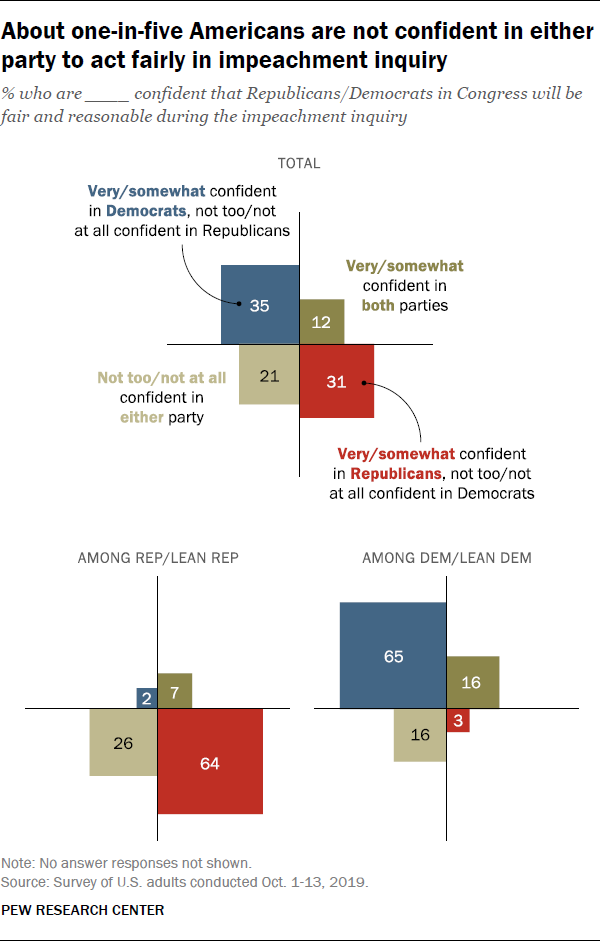 About one-in-five Americans are not confident in either
party to act fairly in impeachment inquiry
% who are ____ confident that Republicans/Democrats in Congress will be
fair and reasonable during the impeachment inquiry
TOTAL
Very/somewhat confident
in Democrats, not too/not
at all confident in Republicans
Very/somewhat
confident in
both parties
35
12
Not too/not at all
confident in
either party
21
31
Very/somewhat confident
in Republicans, not too/not
at all confident in Democrats
AMONG REP/LEAN REP
2
7
26
64
AMONG DEM/LEAN DEM
65
16
16
3
Note: No answer responses not shown.
Source: Survey of U.S. adults conducted Oct. 1-13, 2019.
PEW RESEARCH CENTER